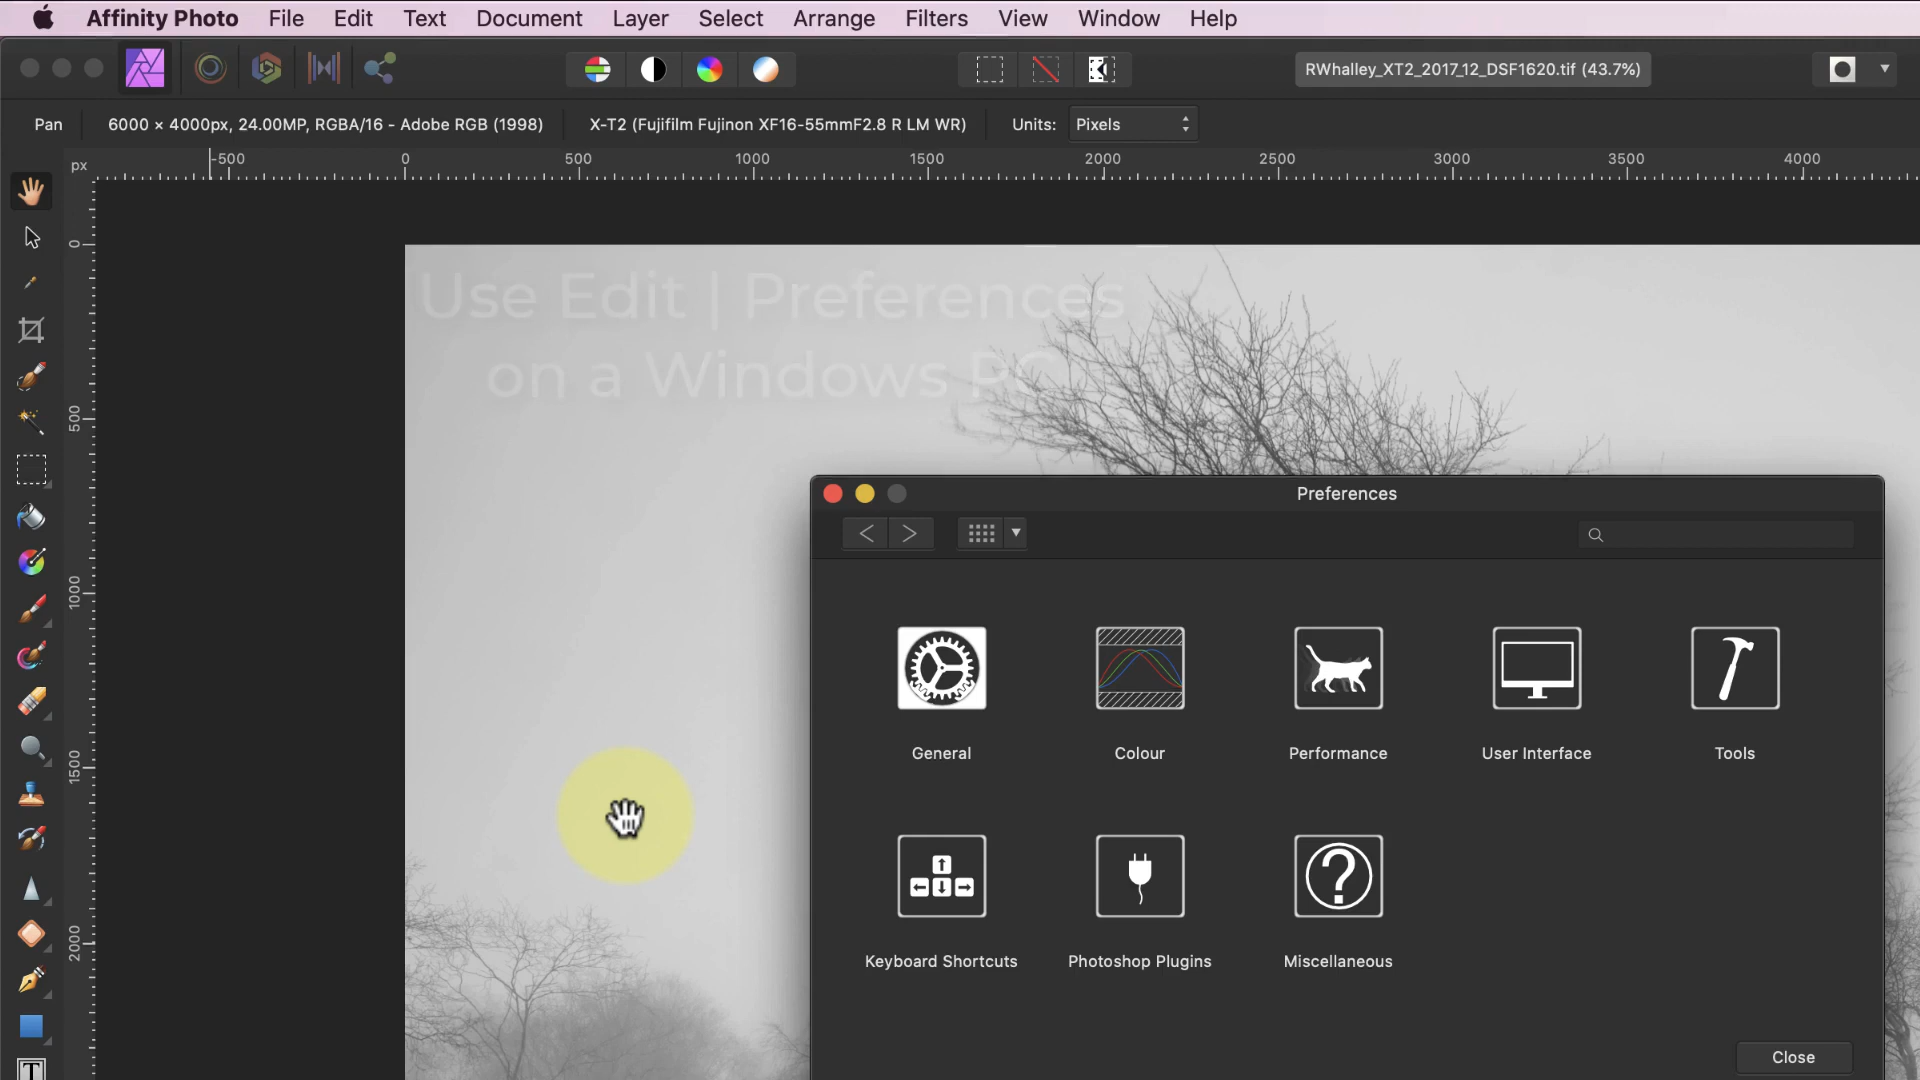 Affinity Photo File Edit Text Document Layer Select Arrange Filters View Window Help
RWhalley_XT2_2017_12_DSF1620.tif (43.7%)
Pan 6000 × 4000px, 24.00MP, RGBA/16 - Adobe RGB (1998) X-T2 (Fujifilm Fujinon XF16-55mmF2.8 R LM WR) Units: Pixels
px -500 0 500 1000 1500 2000 2500 3000 3500 4000
0
500
1000
1500
2000
Use Edit | Preferences
on a Windows PC
Preferences
General Colour Performance User Interface Tools
Keyboard Shortcuts Photoshop Plugins Miscellaneous
Close